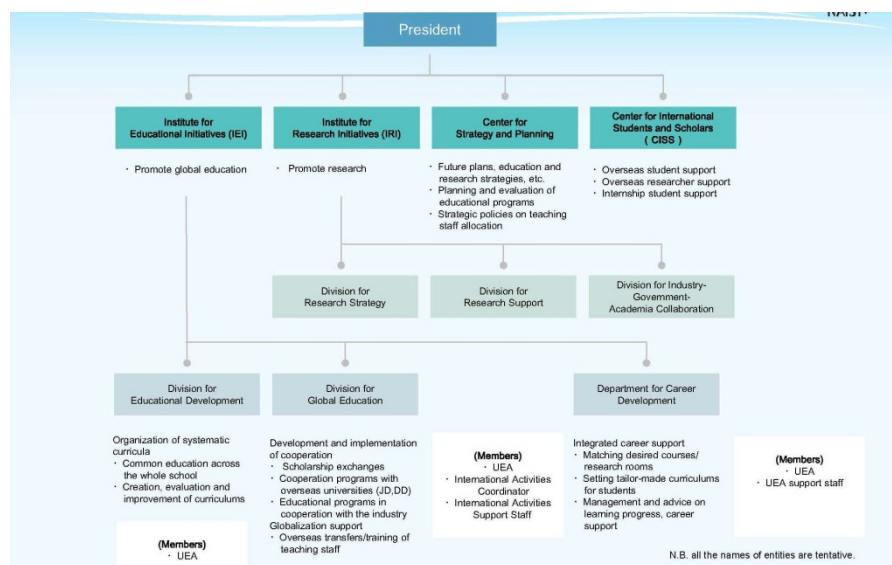 NAIST
President
Institute for
Educational Initiatives (IEI)
・ Promote global education
Institute for
Research Initiatives (IRI)
・ Promote research
Center for
Strategy and Planning
・ Future plans, education and
research strategies, etc.
・ Planning and evaluation of
educational programs
・ Strategic policies on teaching
staff allocation
Center for International
Students and Scholars
( CISS )
・ Overseas student support
・ Overseas researcher support
・ Internship student support
Division for
Research Strategy
Division for
Research Support
Division for Industry-
Government-
Academia Collaboration
Division for
Educational Development
Organization of systematic
curricula
・ Common education across
the whole school
・ Creation, evaluation and
improvement of curriculums
(Members)
・ UEA
Division for
Global Education
Development and implementation
of cooperation
・ Scholarship exchanges
・ Cooperation programs with
overseas universities (JD,DD)
・ Educational programs in
cooperation with the industry
Globalization support
・ Overseas transfers/training of
teaching staff
(Members)
・ UEA
・ International Activities
Coordinator
・ International Activities
Support Staff
Department for Career
Development
Integrated career support
・ Matching desired courses/
research rooms
・ Setting tailor-made curriculums
for students
・ Management and advice on
learning progress, career
support
(Members)
・ UEA
・ UEA support staff
N.B. all the names of entities are tentative.